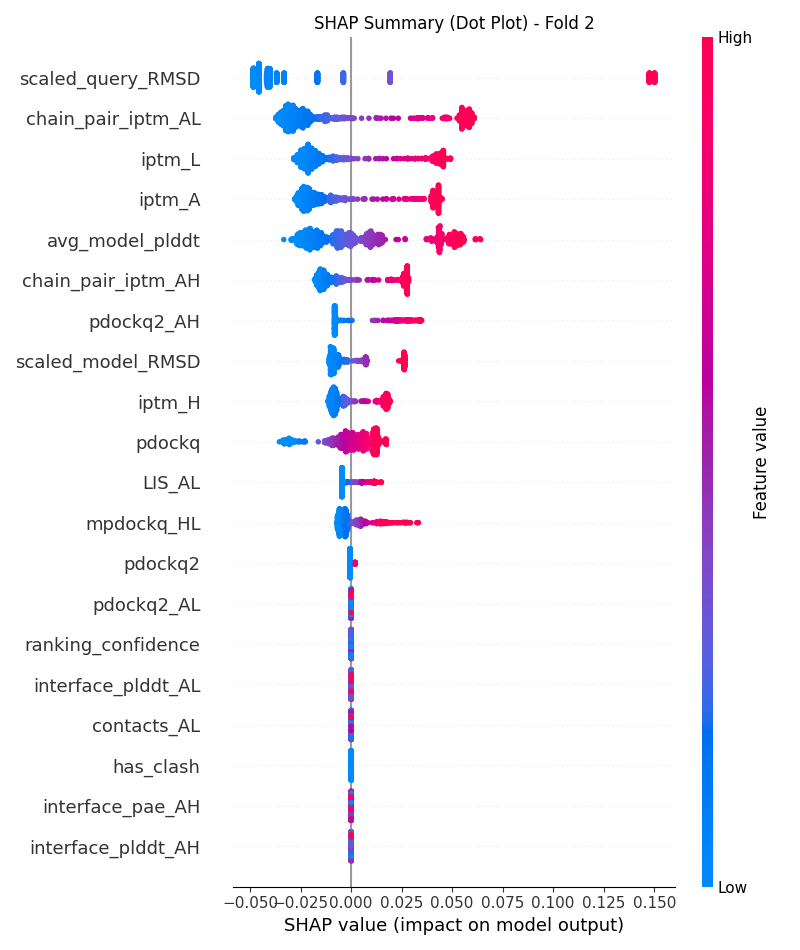 SHAP Summary (Dot Plot) - Fold 2
High
scaled_query_RMSD
chain_pair_iptm_AL
iptm_L
iptm_A
avg_model_plddt
chain_pair_iptm_AH
pdockq2_AH
scaled_model_RMSD
iptm_H
pdockq
LIS_AL
mpdockq_HL
pdockq2
pdockq2_AL
ranking_confidence
interface_plddt_AL
contacts_AL
has_clash
interface_pae_AH
interface_plddt_AH
Feature value
Low
−0.050 −0.025 0.000 0.025 0.050 0.075 0.100 0.125 0.150
SHAP value (impact on model output)